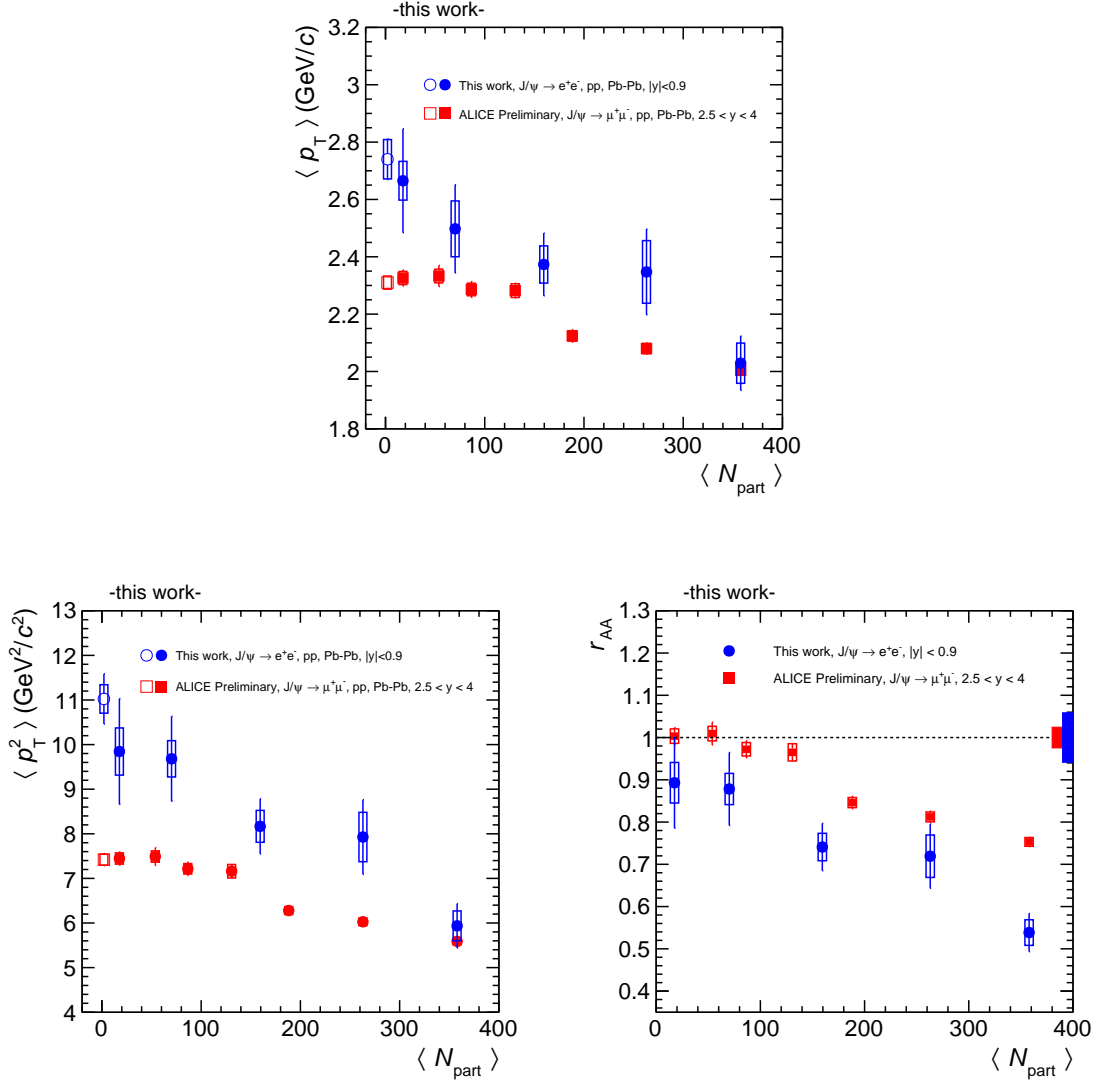 -this work-
⟨ p_T ⟩ (GeV/c)
3.2
3
2.8
2.6
2.4
2.2
2
1.8
This work, J/ψ → e⁺e⁻, pp, Pb-Pb, |y|<0.9
ALICE Preliminary, J/ψ → μ⁺μ⁻, pp, Pb-Pb, 2.5 < y < 4
0 100 200 300 400
⟨ N_part ⟩
-this work-
⟨ p_T² ⟩ (GeV²/c²)
13
12
11
10
9
8
7
6
5
4
This work, J/ψ → e⁺e⁻, pp, Pb-Pb, |y|<0.9
ALICE Preliminary, J/ψ → μ⁺μ⁻, pp, Pb-Pb, 2.5 < y < 4
0 100 200 300 400
⟨ N_part ⟩
-this work-
r_AA
1.3
1.2
1.1
1
0.9
0.8
0.7
0.6
0.5
0.4
This work, J/ψ → e⁺e⁻, |y| < 0.9
ALICE Preliminary, J/ψ → μ⁺μ⁻, 2.5 < y < 4
0 100 200 300 400
⟨ N_part ⟩